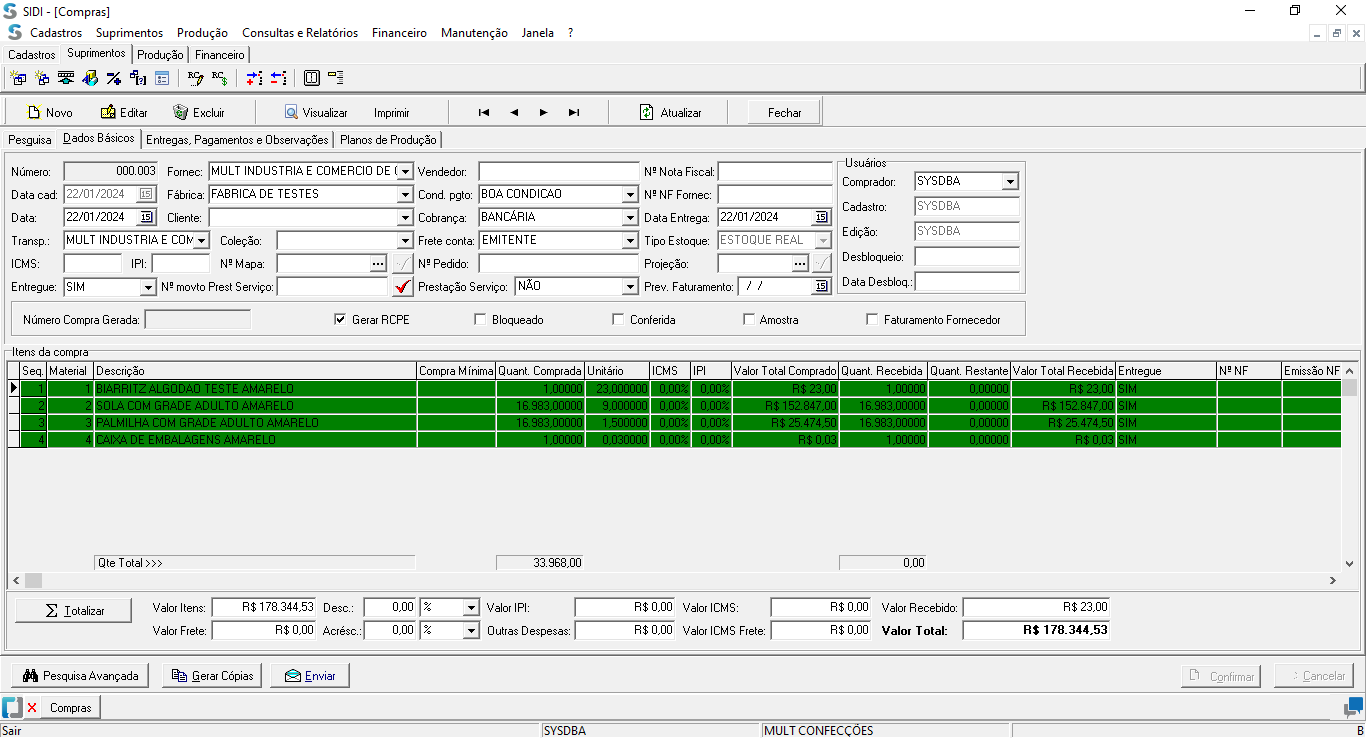 SIDI - [Compras]
Cadastros Suprimentos Produção Consultas e Relatórios Financeiro Manutenção Janela ?
Cadastros Suprimentos Produção Financeiro
Novo Editar Excluir Visualizar Imprimir Atualizar Fechar
Pesquisa Dados Básicos Entregas, Pagamentos e Observações Planos de Produção
Usuários
Número: 000.003 Fornec: MULT INDUSTRIA E COMERCIO DE ( Vendedor: Nº Nota Fiscal: Comprador: SYSDBA
Data cad: 22/01/2024 15 Fábrica: FABRICA DE TESTES Cond. pgto: BOA CONDICAO Nº NF Fornec: Cadastro: SYSDBA
Data: 22/01/2024 15 Cliente: Cobrança: BANCÁRIA Data Entrega: 22/01/2024 15 Edição: SYSDBA
Transp.: MULT INDUSTRIA E COM Coleção: Frete conta: EMITENTE Tipo Estoque: ESTOQUE REAL Desbloqueio:
ICMS: IPI: Nº Mapa: ... Nº Pedido: Projeção: ... Data Desbloq.:
Entregue: SIM Nº movto Prest Serviço: Prestação Serviço: NÃO Prev. Faturamento: / / 15
Número Compra Gerada: Gerar RCPE Bloqueado Conferida Amostra Faturamento Fornecedor
Itens da compra
Seq. Material Descrição Compra Mínima Quant. Comprada Unitário ICMS IPI Valor Total Comprado Quant. Recebida Quant. Restante Valor Total Recebida Entregue Nº NF Emissão NF
1 1 BIARRITZ ALGODAO TESTE AMARELO 1,00000 23,000000 0,00% 0,00% R$ 23,00 1,00000 0,00000 R$ 23,00 SIM
2 2 SOLA COM GRADE ADULTO AMARELO 16.983,00000 9,000000 0,00% 0,00% R$ 152.847,00 16.983,00000 0,00000 R$ 152.847,00 SIM
3 3 PALMILHA COM GRADE ADULTO AMARELO 16.983,00000 1,500000 0,00% 0,00% R$ 25.474,50 16.983,00000 0,00000 R$ 25.474,50 SIM
4 4 CAIXA DE EMBALAGENS AMARELO 1,00000 0,030000 0,00% 0,00% R$ 0,03 1,00000 0,00000 R$ 0,03 SIM
Qte Total >>> 33.968,00 0,00
Σ Totalizar Valor Itens: R$ 178.344,53 Desc.: 0,00 % Valor IPI: R$ 0,00 Valor ICMS: R$ 0,00 Valor Recebido: R$ 23,00
Valor Frete: R$ 0,00 Acrésc.: 0,00 % Outras Despesas: R$ 0,00 Valor ICMS Frete: R$ 0,00 Valor Total: R$ 178.344,53
Pesquisa Avançada Gerar Cópias Enviar Confirmar Cancelar
Compras
Sair SYSDBA MULT CONFECÇÕES B